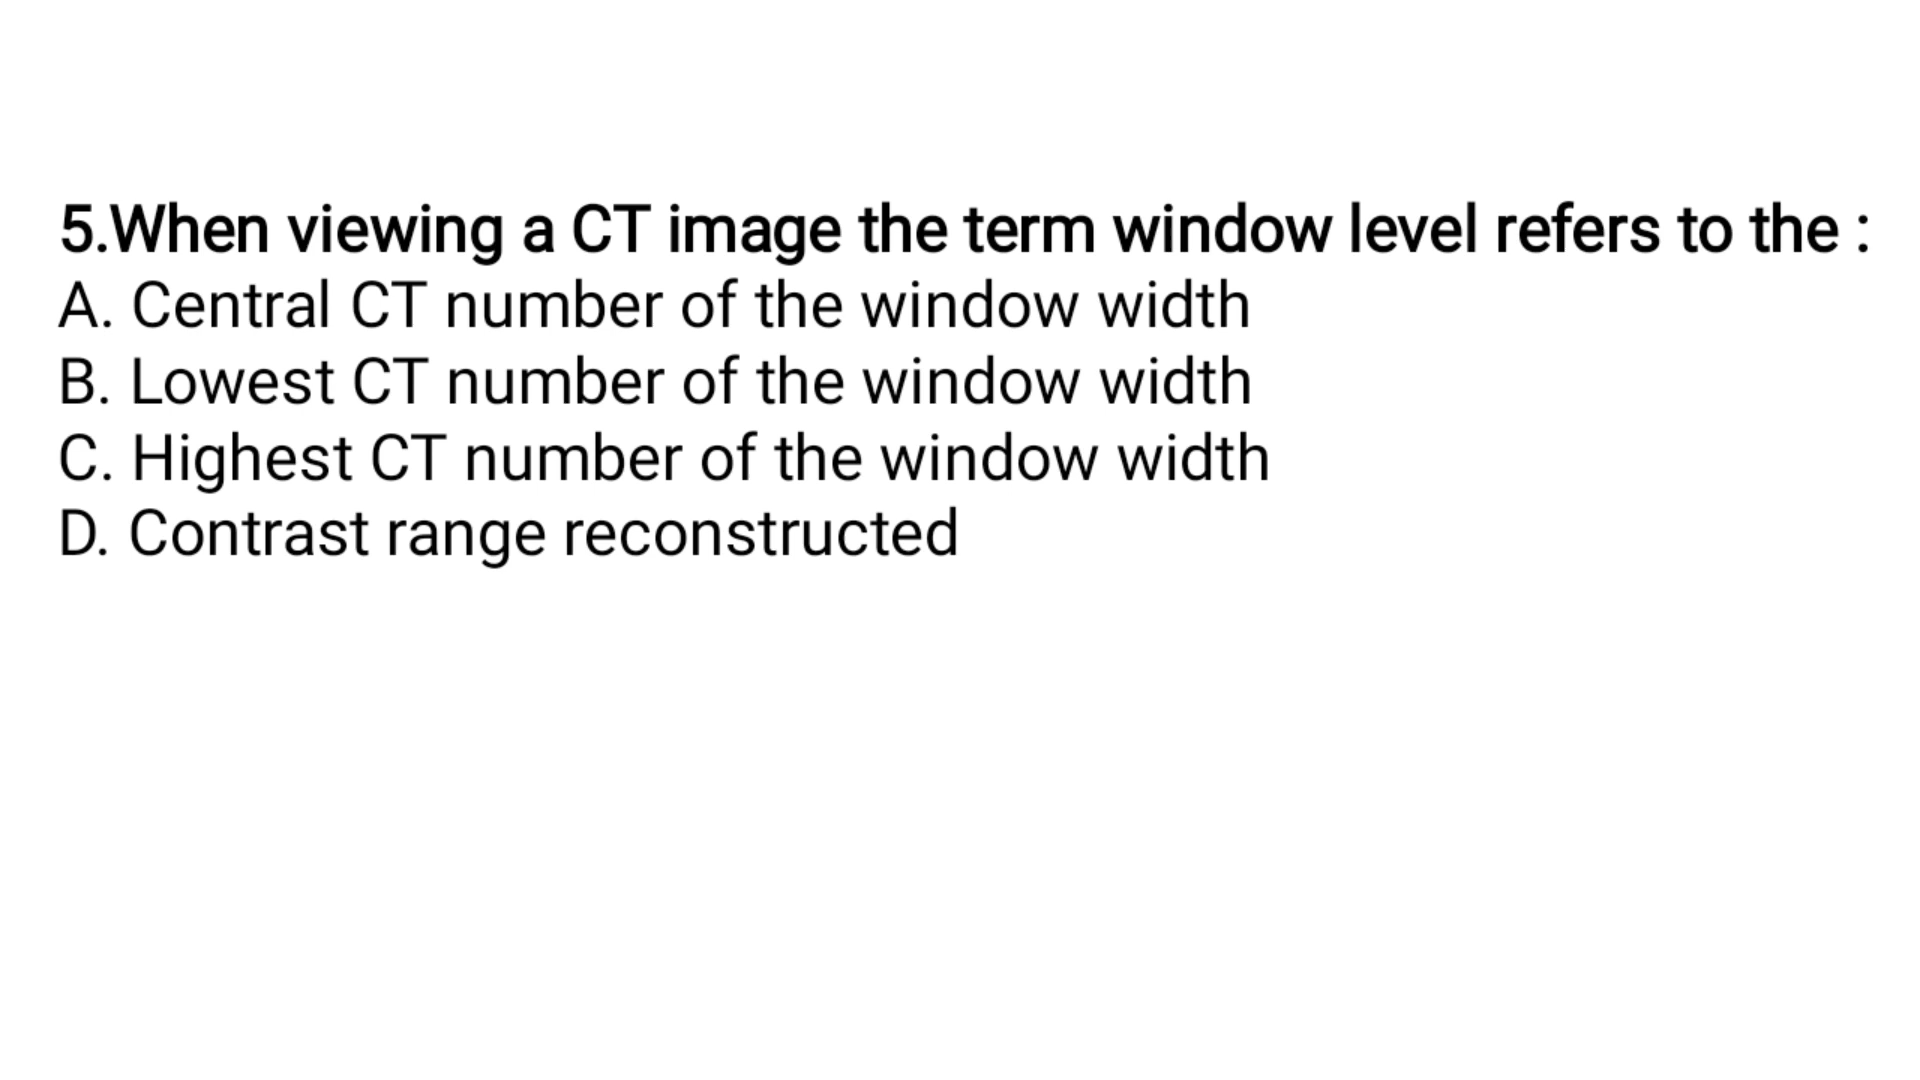 5.When viewing a CT image the term window level refers to the :
A. Central CT number of the window width
B. Lowest CT number of the window width
C. Highest CT number of the window width
D. Contrast range reconstructed